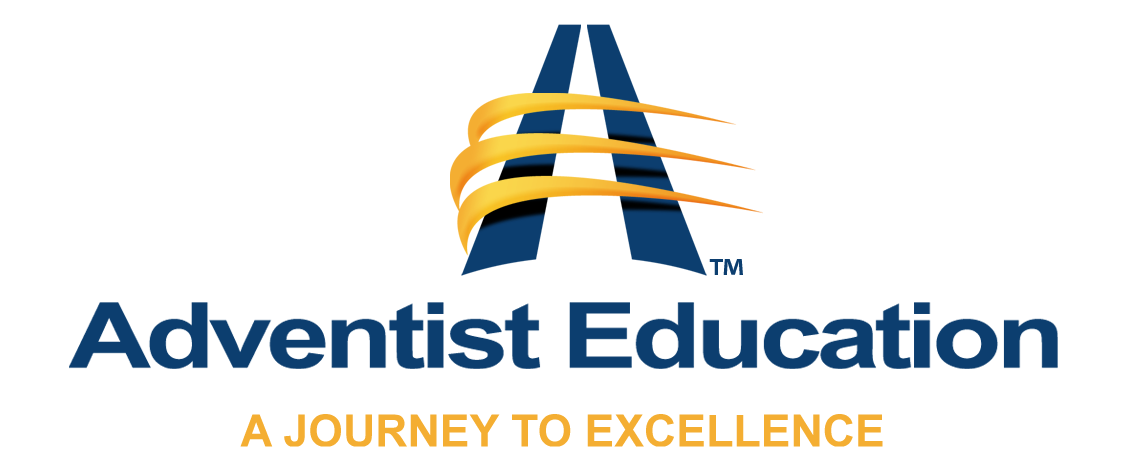 TM
Adventist Education
A JOURNEY TO EXCELLENCE